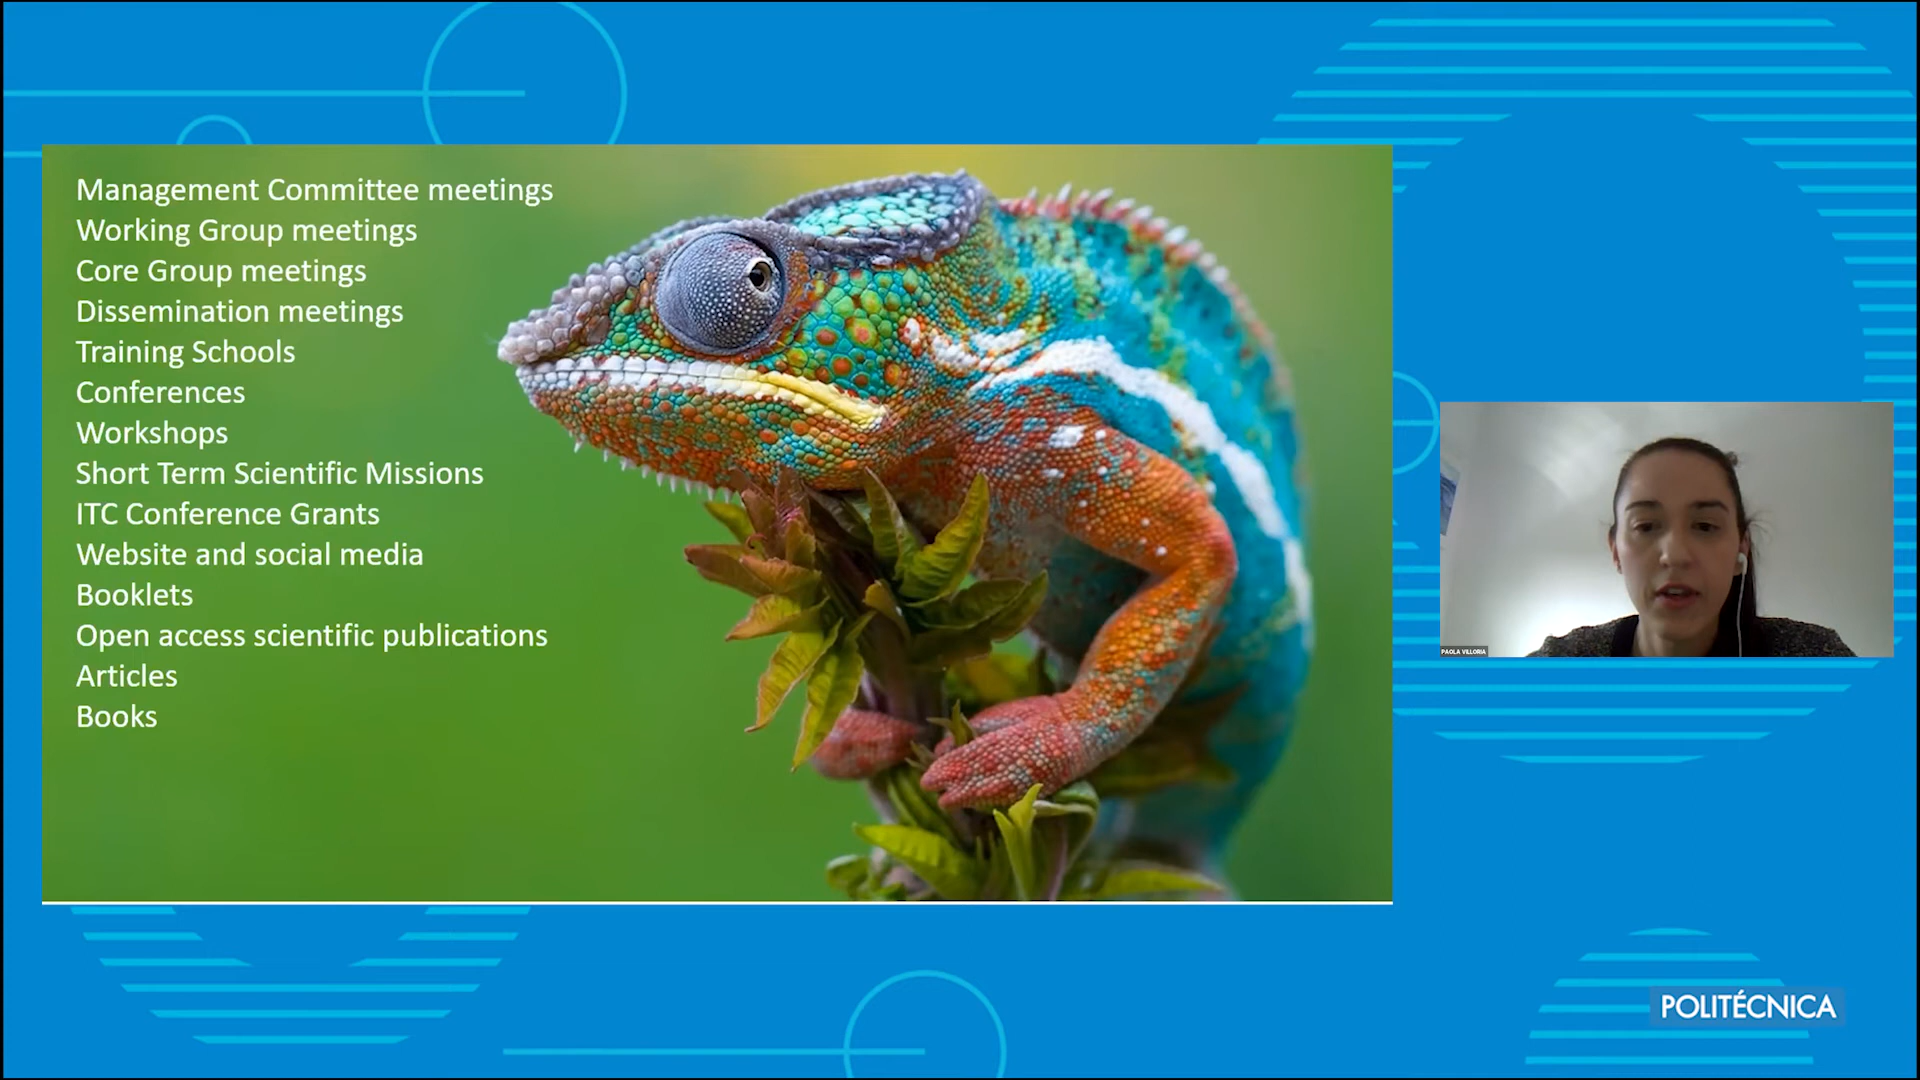 Management Committee meetings
Working Group meetings
Core Group meetings
Dissemination meetings
Training Schools
Conferences
Workshops
Short Term Scientific Missions
ITC Conference Grants
Website and social media
Booklets
Open access scientific publications
Articles
Books
PAOLA VILLORIA
POLITÉCNICA